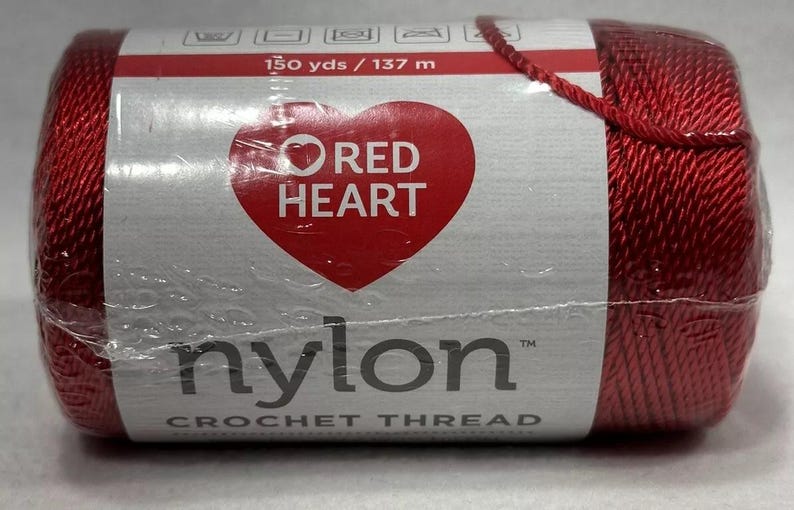 150 yds / 137 m
RED
HEART
nylon™
CROCHET THREAD